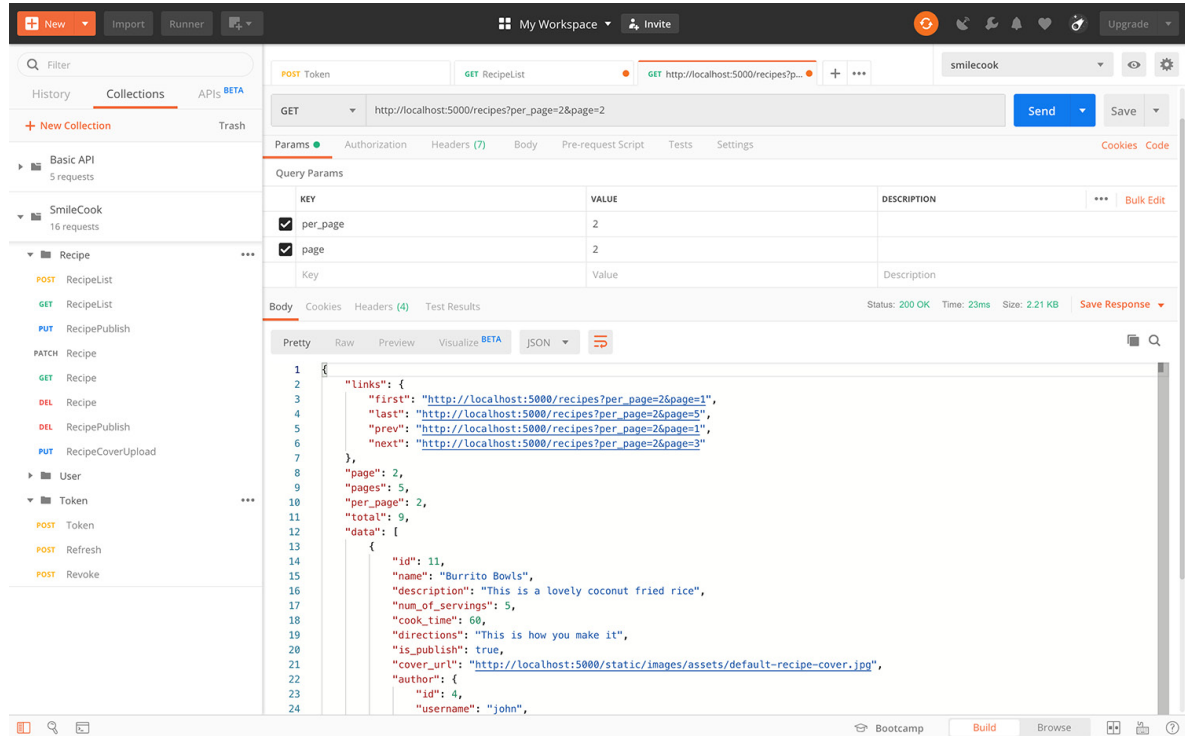 New
Import
Runner
My Workspace
Invite
Upgrade
Filter
History
Collections
APIs BETA
New Collection
Trash
Basic API
5 requests
SmileCook
16 requests
Recipe
POST RecipeList
GET RecipeList
PUT RecipePublish
PATCH Recipe
GET Recipe
DEL Recipe
DEL RecipePublish
PUT RecipeCoverUpload
User
Token
POST Token
POST Refresh
POST Revoke
POST Token
GET RecipeList
GET http://localhost:5000/recipes?p...
smilecook
GET
http://localhost:5000/recipes?per_page=2&page=2
Send
Save
Params
Authorization
Headers (7)
Body
Pre-request Script
Tests
Settings
Cookies Code
Query Params
KEY VALUE DESCRIPTION
Bulk Edit
per_page 2
page 2
Key Value Description
Body Cookies Headers (4) Test Results
Status: 200 OK Time: 23ms Size: 2.21 KB
Save Response
Pretty Raw Preview Visualize BETA JSON
1 {
2 "links": {
3 "first": "http://localhost:5000/recipes?per_page=2&page=1",
4 "last": "http://localhost:5000/recipes?per_page=2&page=5",
5 "prev": "http://localhost:5000/recipes?per_page=2&page=1",
6 "next": "http://localhost:5000/recipes?per_page=2&page=3"
7 },
8 "page": 2,
9 "pages": 5,
10 "per_page": 2,
11 "total": 9,
12 "data": [
13 {
14 "id": 11,
15 "name": "Burrito Bowls",
16 "description": "This is a lovely coconut fried rice",
17 "num_of_servings": 5,
18 "cook_time": 60,
19 "directions": "This is how you make it",
20 "is_publish": true,
21 "cover_url": "http://localhost:5000/static/images/assets/default-recipe-cover.jpg",
22 "author": {
23 "id": 4,
24 "username": "john",
Bootcamp
Build
Browse